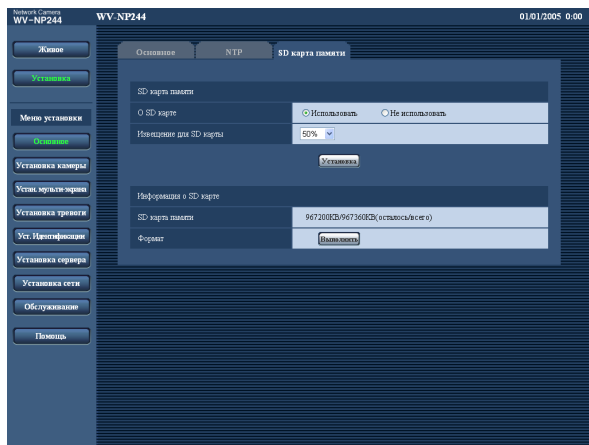 Network Camera
WV-NP244
WV-NP244
01/01/2005 0:00
Живое
Установка
Меню установки
Основное
Установка камеры
Устан. мульти-экрана
Установка тревоги
Уст. Идентификации
Установка сервера
Установка сети
Обслуживание
Помощь
Основное
NTP
SD карта памяти
SD карта памяти
О SD карте
Использовать
Не использовать
Извещение для SD карты
50%
Установка
Информация о SD карте
SD карта памяти
967200KB/967360KB(осталось/всего)
Формат
Выполнять